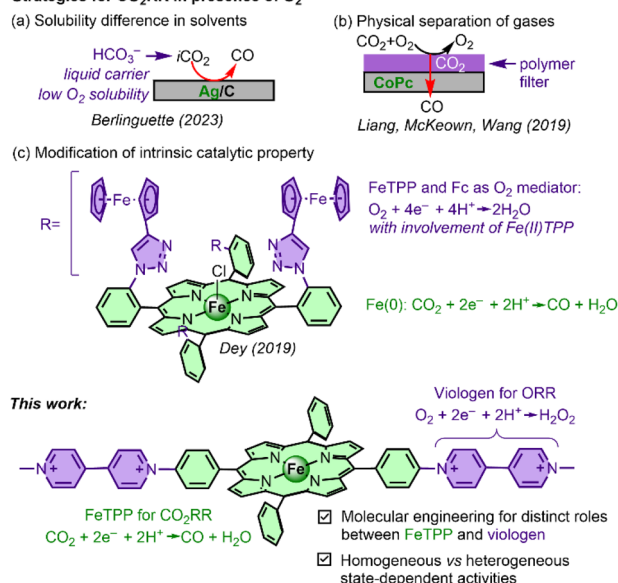 Strategies for CO₂RR in presence of O₂
(a) Solubility difference in solvents
HCO₃⁻ iCO₂ CO
liquid carrier
low O₂ solubility
Ag/C
Berlinguette (2023)
(b) Physical separation of gases
CO₂+O₂ O₂
CO₂
polymer
filter
CoPc
CO
Liang, McKeown, Wang (2019)
(c) Modification of intrinsic catalytic property
R=
Fe
Fe
N
N
N
N
N
N
R
Cl
N
N
Fe
N
N
R
Dey (2019)
FeTPP and Fc as O₂ mediator:
O₂ + 4e⁻ + 4H⁺→2H₂O
with involvement of Fe(II)TPP
Fe(0): CO₂ + 2e⁻ + 2H⁺→CO + H₂O
This work:
Viologen for ORR
O₂ + 2e⁻ + 2H⁺→H₂O₂
N+
N+
N
N
Fe
N
N
N+
N+
FeTPP for CO₂RR
CO₂ + 2e⁻ + 2H⁺→CO + H₂O
☑ Molecular engineering for distinct roles
between FeTPP and viologen
☑ Homogeneous vs heterogeneous
state-dependent activities